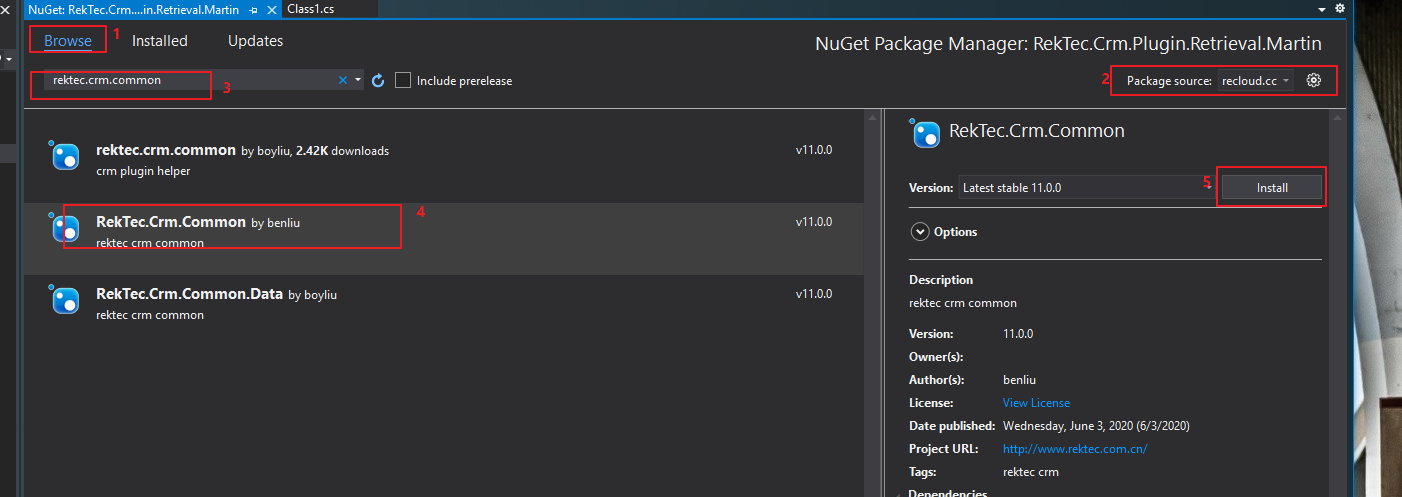 NuGet: RekTec.Crm....in.Retrieval.Martin
Class1.cs
Browse 1 Installed Updates
NuGet Package Manager: RekTec.Crm.Plugin.Retrieval.Martin
rektec.crm.common 3 Include prerelease
2 Package source: recloud.cc
rektec.crm.common by boyliu, 2.42K downloads v11.0.0
crm plugin helper
RekTec.Crm.Common by benliu 4 v11.0.0
rektec crm common
RekTec.Crm.Common.Data by boyliu v11.0.0
rektec crm common
RekTec.Crm.Common
Version: Latest stable 11.0.0 5 Install
Options
Description
rektec crm common
Version: 11.0.0
Owner(s):
Author(s): benliu
License: View License
Date published: Wednesday, June 3, 2020 (6/3/2020)
Project URL: http://www.rektec.com.cn/
Tags: rektec crm
Dependencies